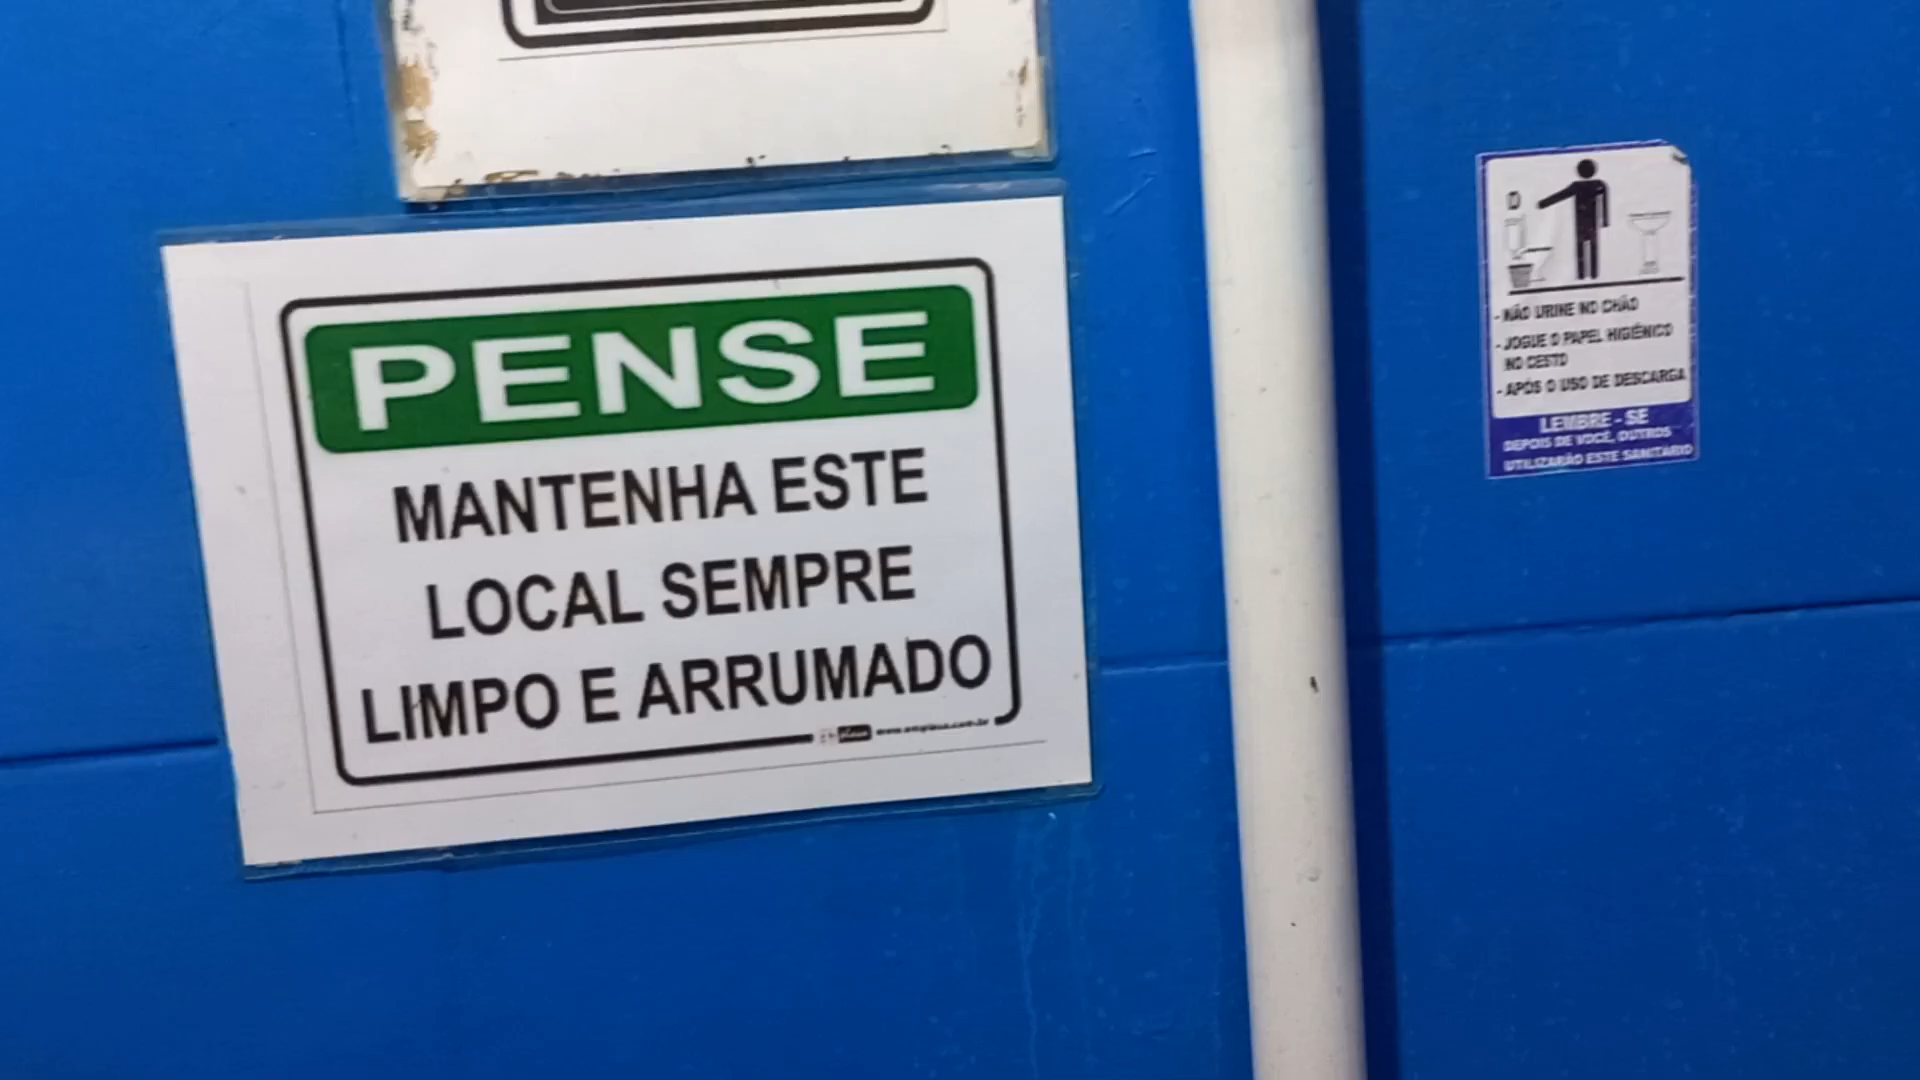 PENSE
MANTENHA ESTE
LOCAL SEMPRE
LIMPO E ARRUMADO
- NÃO URINE NO CHÃO
- JOGUE O PAPEL HIGIÊNICO
NO CESTO
- APÓS O USO DE DESCARGA
LEMBRE - SE
DEPOIS DE VOCÊ, OUTROS
UTILIZARÃO ESTE SANITÁRIO